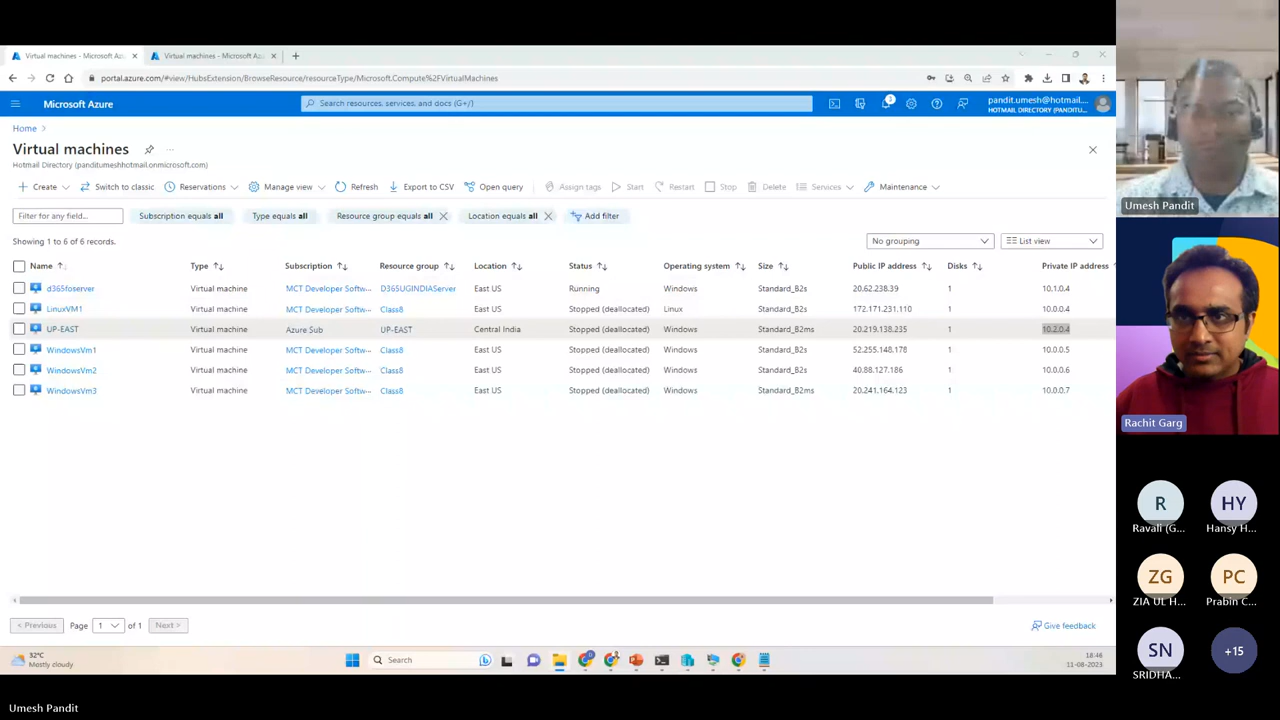 Virtual machines - Microsoft Az
Virtual machines - Microsoft Az
portal.azure.com/#view/HubsExtension/BrowseResource/resourceType/Microsoft.Compute%2FVirtualMachines
Microsoft Azure
Search resources, services, and docs (G+/)
1
pandit.umesh@hotmail....
HOTMAIL DIRECTORY (PANDITU...
Home
Virtual machines
...
Hotmail Directory (panditumeshhotmail.onmicrosoft.com)
Create Switch to classic Reservations Manage view Refresh Export to CSV Open query Assign tags Start Restart Stop Delete Services Maintenance
Filter for any field... Subscription equals all Type equals all Resource group equals all Location equals all Add filter
Showing 1 to 6 of 6 records. No grouping List view
Name Type Subscription Resource group Location Status Operating system Size Public IP address Disks Private IP address
d365foserver Virtual machine MCT Developer Softw... D365UGINDIAServer East US Running Windows Standard_B2s 20.62.238.39 1 10.1.0.4
LinuxVM1 Virtual machine MCT Developer Softw... Class8 East US Stopped (deallocated) Linux Standard_B2s 172.171.231.110 1 10.0.0.4
UP-EAST Virtual machine Azure Sub UP-EAST Central India Stopped (deallocated) Windows Standard_B2ms 20.219.138.235 1 10.2.0.4
WindowsVm1 Virtual machine MCT Developer Softw... Class8 East US Stopped (deallocated) Windows Standard_B2s 52.255.148.178 1 10.0.0.5
WindowsVm2 Virtual machine MCT Developer Softw... Class8 East US Stopped (deallocated) Windows Standard_B2s 40.88.127.186 1 10.0.0.6
WindowsVm3 Virtual machine MCT Developer Softw... Class8 East US Stopped (deallocated) Windows Standard_B2ms 20.241.164.123 1 10.0.0.7
< Previous Page 1 of 1 Next >
Give feedback
32°C
Mostly cloudy
Search
18:46
11-08-2023
Umesh Pandit
Rachit Garg
R
Ravali (G...
HY
Hansy H...
ZG
ZIA UL H...
PC
Prabin C...
SN
SRIDHA...
+15
Umesh Pandit